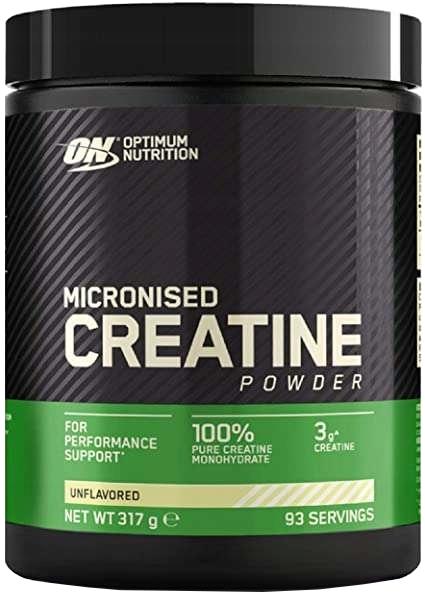 ON® OPTIMUM
NUTRITION
MICRONISED
CREATINE
POWDER
FOR
PERFORMANCE
SUPPORT*
100%
PURE CREATINE
MONOHYDRATE
3g^
CREATINE
UNFLAVORED
NET WT 317 g ℮
93 SERVINGS